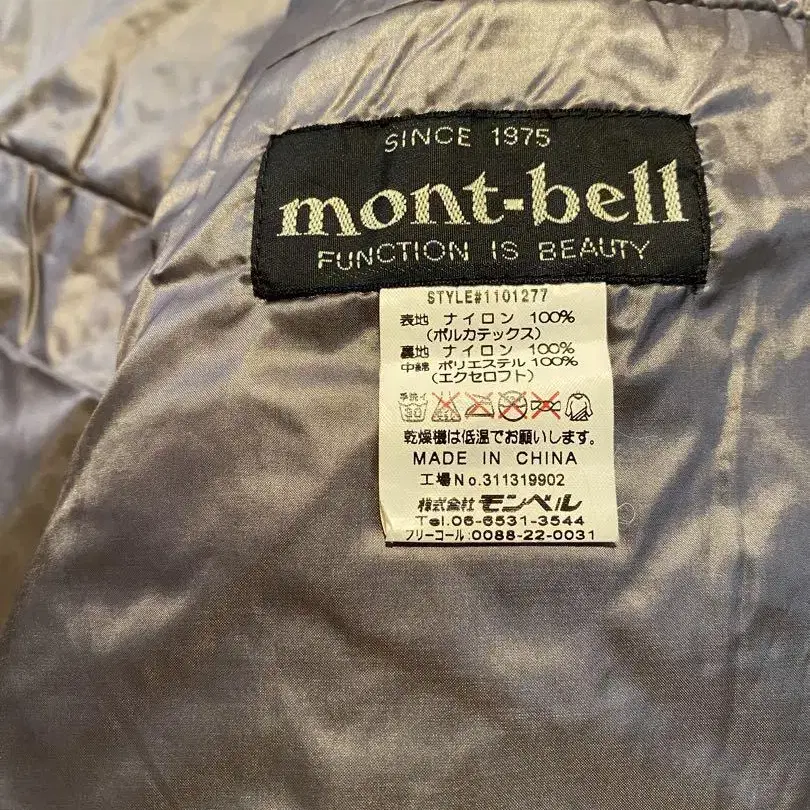 SINCE 1975
mont-bell
FUNCTION IS BEAUTY
STYLE#1101277
表地 ナイロン 100%
(ポルカテックス)
裏地 ナイロン 100%
中綿 ポリエステル 100%
(エクセロフト)
手洗イ
30
乾燥機は低温でお願いします。
MADE IN CHINA
工場No.311319902
株式会社 モンベル
Tel.06-6531-3544
フリーコール:0088-22-0031